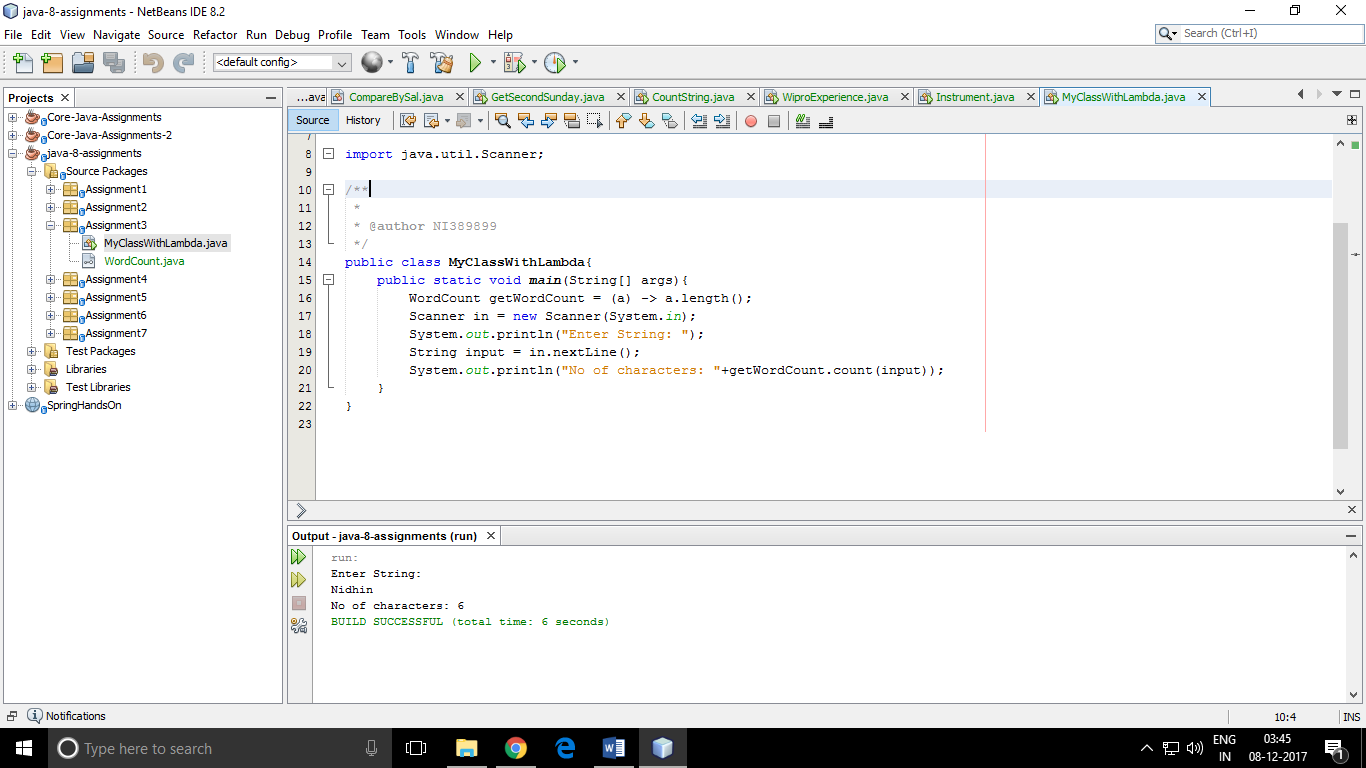 java-8-assignments - NetBeans IDE 8.2
File Edit View Navigate Source Refactor Run Debug Profile Team Tools Window Help
Search (Ctrl+I)
<default config>
Projects
...ava CompareBySal.java GetSecondSunday.java CountString.java WiproExperience.java Instrument.java MyClassWithLambda.java
Core-Java-Assignments
Core-Java-Assignments-2
java-8-assignments
Source Packages
Assignment1
Assignment2
Assignment3
MyClassWithLambda.java
WordCount.java
Assignment4
Assignment5
Assignment6
Assignment7
Test Packages
Libraries
Test Libraries
SpringHandsOn
Source History
7
8 import java.util.Scanner;
9
10 /**
11 *
12 * @author NI389899
13 */
14 public class MyClassWithLambda{
15 public static void main(String[] args){
16 WordCount getWordCount = (a) -> a.length();
17 Scanner in = new Scanner(System.in);
18 System.out.println("Enter String: ");
19 String input = in.nextLine();
20 System.out.println("No of characters: "+getWordCount.count(input));
21 }
22 }
23
Output - java-8-assignments (run)
run:
Enter String:
Nidhin
No of characters: 6
BUILD SUCCESSFUL (total time: 6 seconds)
Notifications
10:4 INS
Type here to search
ENG
IN
03:45
08-12-2017
1